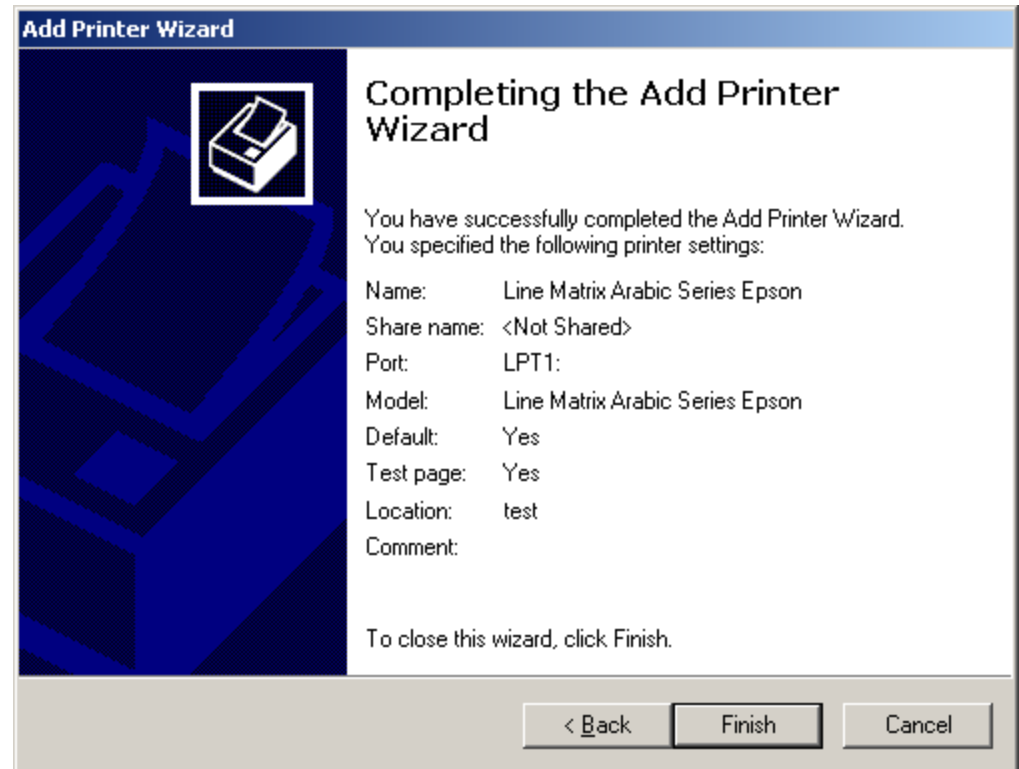 Add Printer Wizard
Completing the Add Printer
Wizard
You have successfully completed the Add Printer Wizard.
You specified the following printer settings:
Name: Line Matrix Arabic Series Epson
Share name: <Not Shared>
Port: LPT1:
Model: Line Matrix Arabic Series Epson
Default: Yes
Test page: Yes
Location: test
Comment:
To close this wizard, click Finish.
< Back Finish Cancel